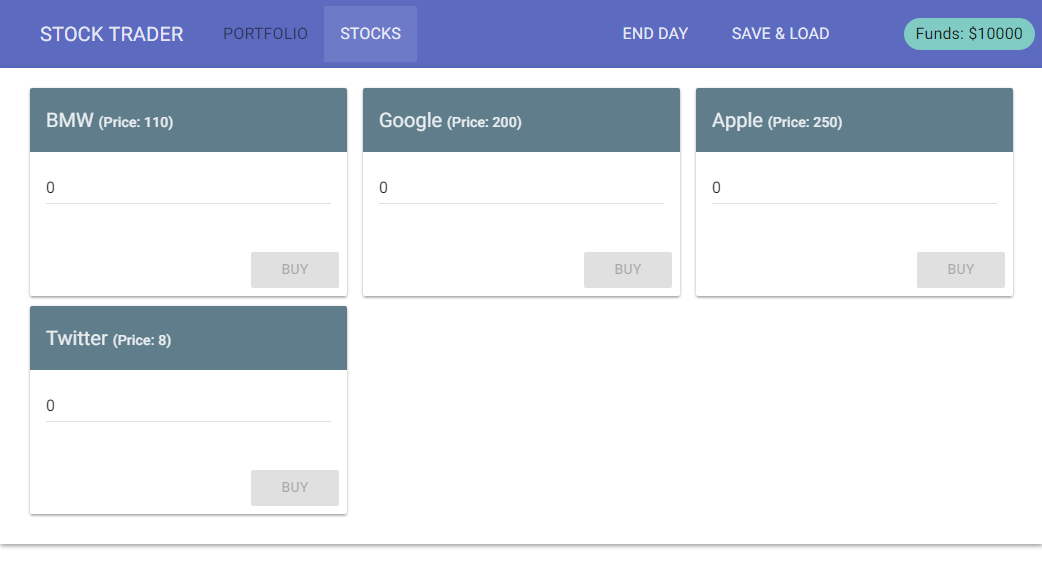 STOCK TRADER PORTFOLIO STOCKS END DAY SAVE & LOAD Funds: $10000
BMW (Price: 110) Google (Price: 200) Apple (Price: 250)
0 0 0
BUY BUY BUY
Twitter (Price: 8)
0
BUY